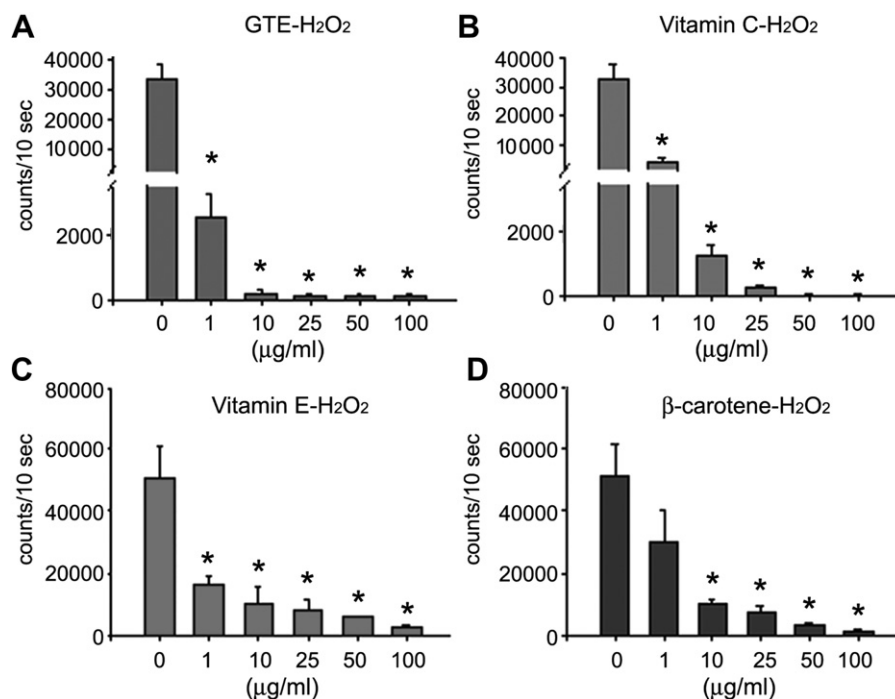 A
GTE-H₂O₂
counts/10 sec
40000
30000
20000
10000
2000
0
*
*
*
*
*
0 1 10 25 50 100
(μg/ml)
B
Vitamin C-H₂O₂
counts/10 sec
40000
30000
20000
10000
2000
0
*
*
*
*
*
0 1 10 25 50 100
(μg/ml)
C
Vitamin E-H₂O₂
counts/10 sec
80000
60000
40000
20000
0
*
*
*
*
*
0 1 10 25 50 100
(μg/ml)
D
β-carotene-H₂O₂
counts/10 sec
80000
60000
40000
20000
0
*
*
*
*
0 1 10 25 50 100
(μg/ml)